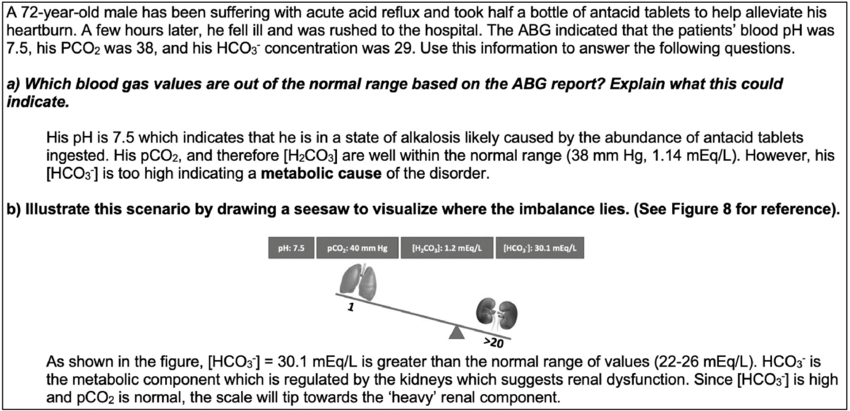 A 72-year-old male has been suffering with acute acid reflux and took half a bottle of antacid tablets to help alleviate his
heartburn. A few hours later, he fell ill and was rushed to the hospital. The ABG indicated that the patients' blood pH was
7.5, his PCO₂ was 38, and his HCO₃⁻ concentration was 29. Use this information to answer the following questions.
a) Which blood gas values are out of the normal range based on the ABG report? Explain what this could
indicate.
His pH is 7.5 which indicates that he is in a state of alkalosis likely caused by the abundance of antacid tablets
ingested. His pCO₂, and therefore [H₂CO₃] are well within the normal range (38 mm Hg, 1.14 mEq/L). However, his
[HCO₃⁻] is too high indicating a metabolic cause of the disorder.
b) Illustrate this scenario by drawing a seesaw to visualize where the imbalance lies. (See Figure 8 for reference).
pH: 7.5 pCO₂: 40 mm Hg [H₂CO₃]: 1.2 mEq/L [HCO₃⁻]: 30.1 mEq/L
1
>20
As shown in the figure, [HCO₃⁻] = 30.1 mEq/L is greater than the normal range of values (22-26 mEq/L). HCO₃⁻ is
the metabolic component which is regulated by the kidneys which suggests renal dysfunction. Since [HCO₃⁻] is high
and pCO₂ is normal, the scale will tip towards the 'heavy' renal component.